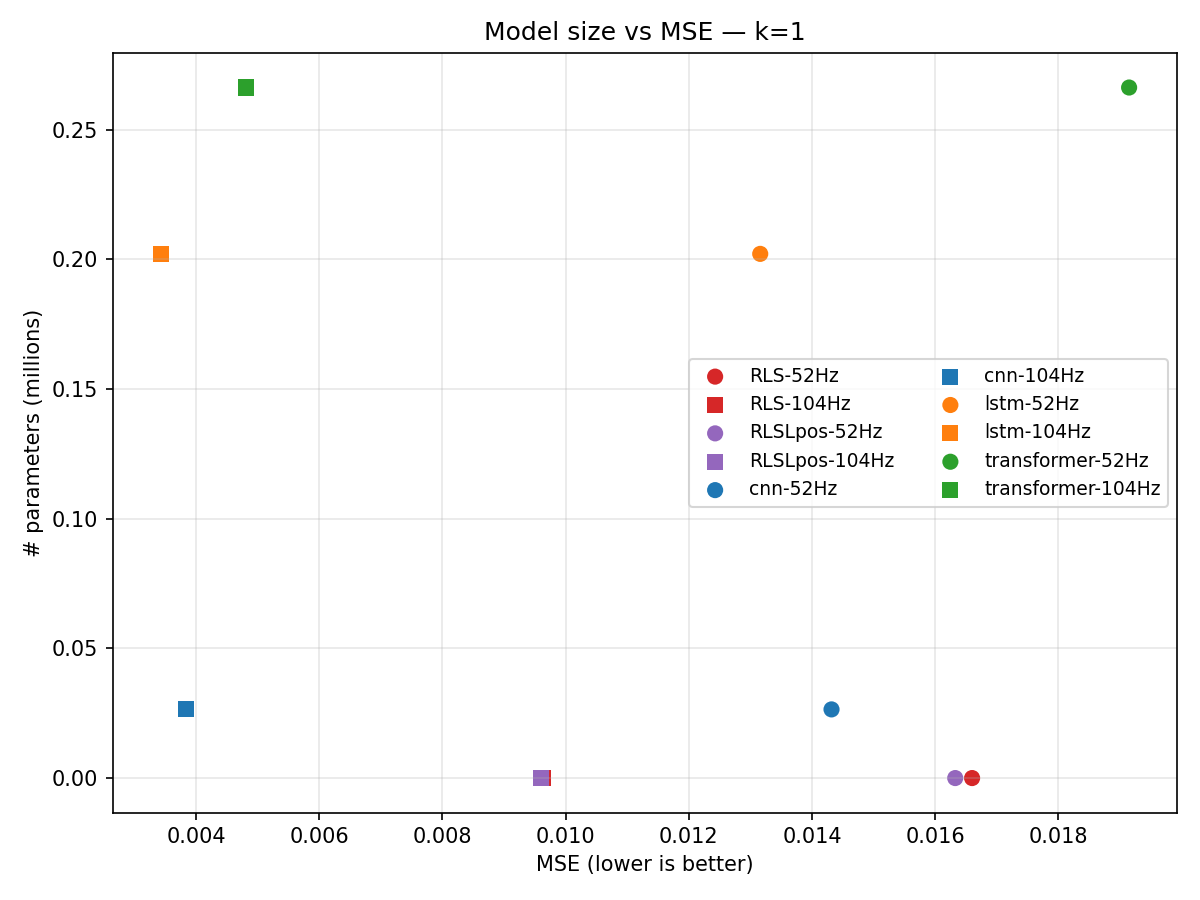 Model size vs MSE — k=1
# parameters (millions)
0.25
0.20
0.15
0.10
0.05
0.00
RLS-52Hz
RLS-104Hz
RLSLpos-52Hz
RLSLpos-104Hz
cnn-52Hz
cnn-104Hz
lstm-52Hz
lstm-104Hz
transformer-52Hz
transformer-104Hz
0.004 0.006 0.008 0.010 0.012 0.014 0.016 0.018
MSE (lower is better)